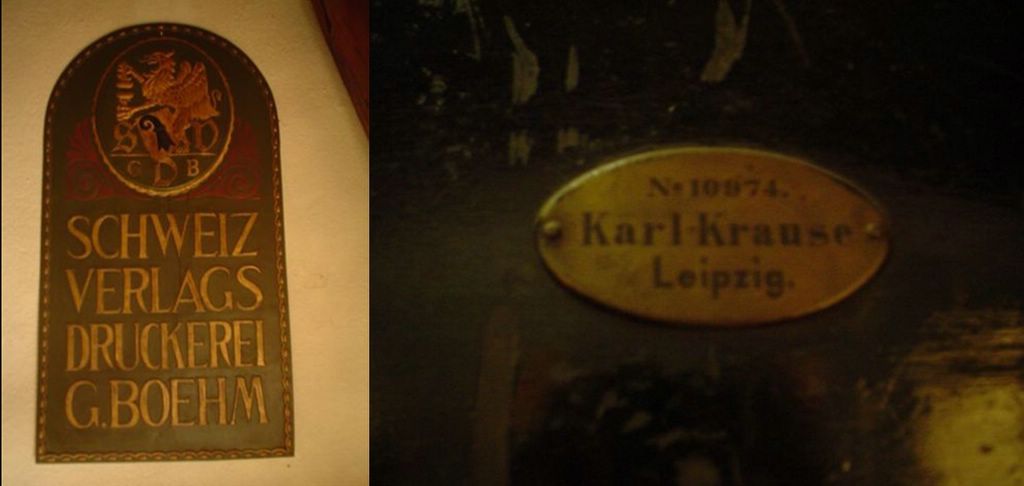 S D
G D B
SCHWEIZ
VERLAGS
DRUCKEREI
G. BOEHM
No 10974.
Karl Krause
Leipzig.